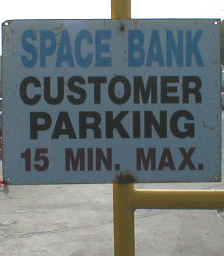 SPACE BANK
CUSTOMER
PARKING
15 MIN. MAX.